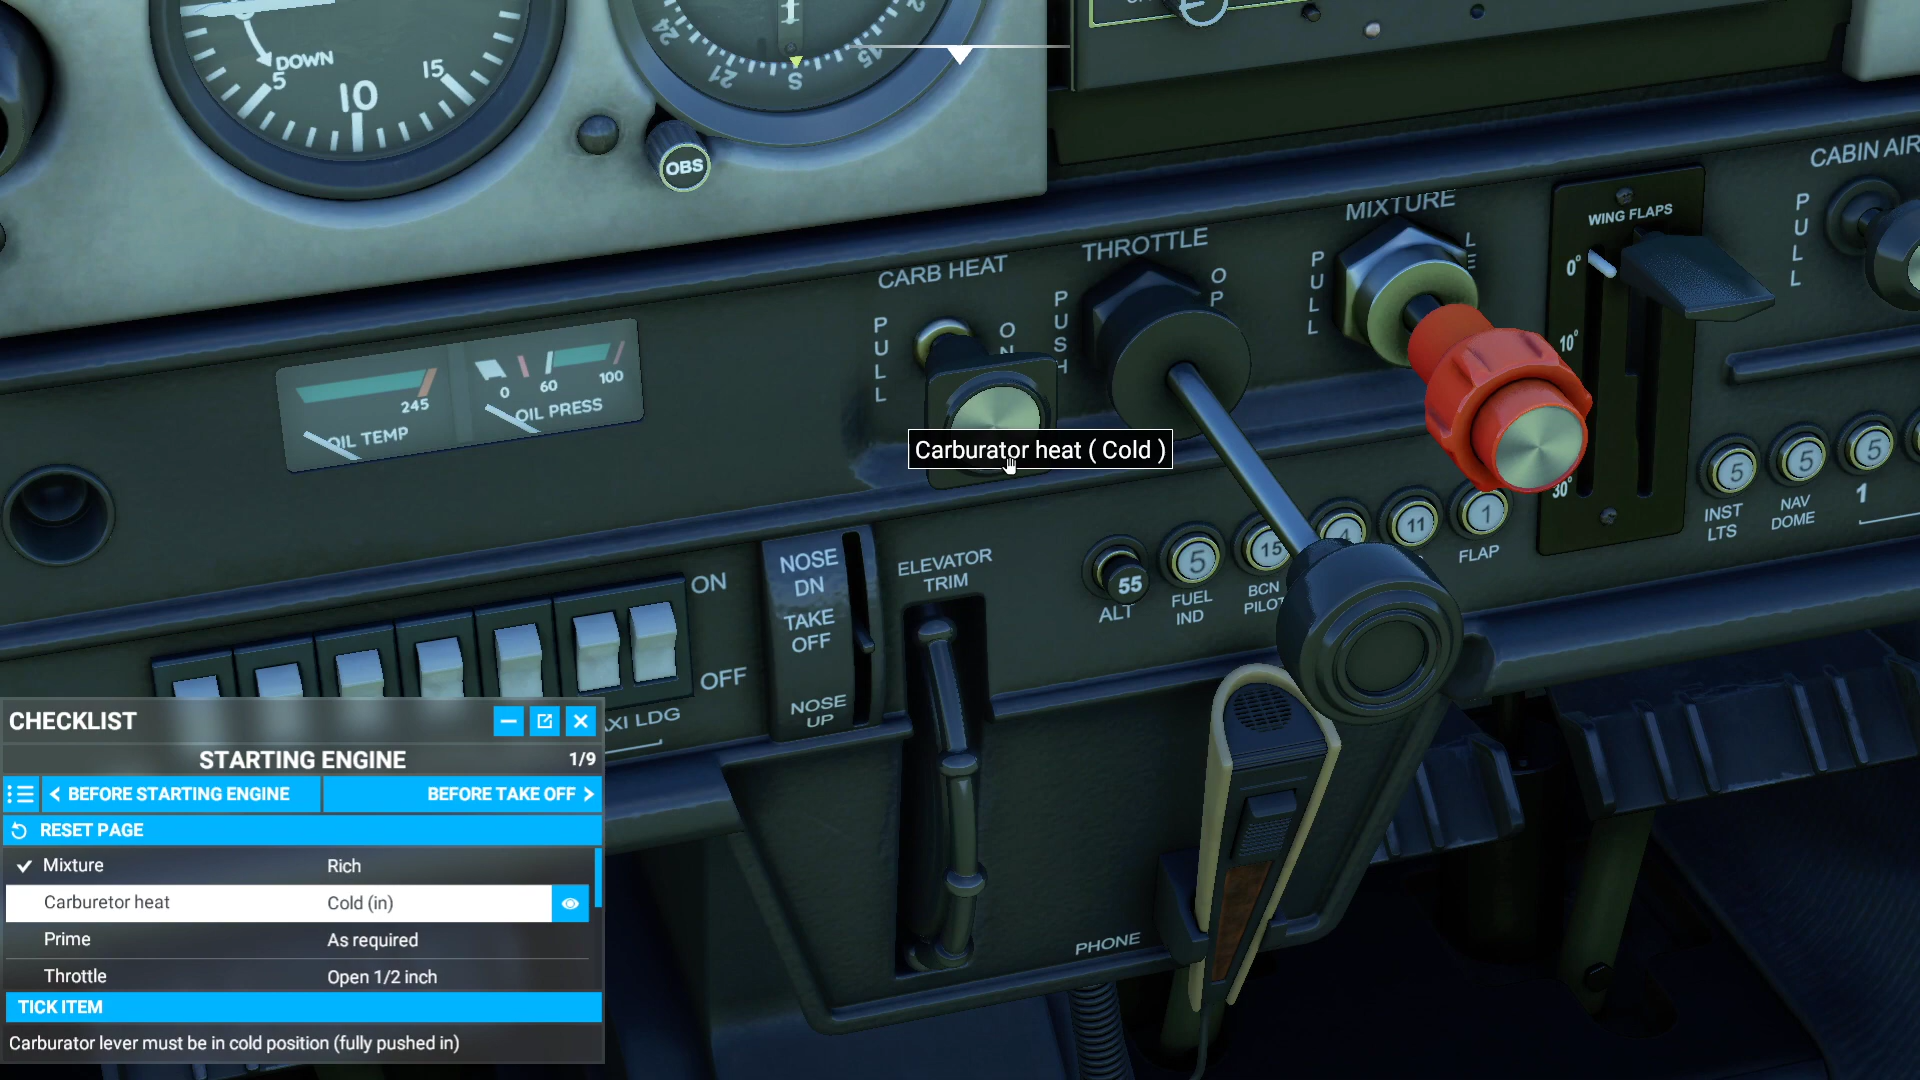 DOWN
5
10
15
24
21
S
15
OBS
CABIN AIR
PULL
MIXTURE
PULL
WING FLAPS
0°
10°
30°
THROTTLE
PUSH
OP
CARB HEAT
PULL
ON
245
OIL TEMP
0
60
100
OIL PRESS
Carburator heat ( Cold )
NOSE
DN
TAKE
OFF
NOSE
UP
ELEVATOR
TRIM
ON
OFF
AXI LDG
55
ALT
5
FUEL
IND
15
BCN
PILOT
4
11
1
FLAP
5
INST
LTS
5
NAV
DOME
5
1
PHONE
CHECKLIST
STARTING ENGINE
1/9
< BEFORE STARTING ENGINE
BEFORE TAKE OFF >
RESET PAGE
Mixture Rich
Carburetor heat Cold (in)
Prime As required
Throttle Open 1/2 inch
TICK ITEM
Carburator lever must be in cold position (fully pushed in)